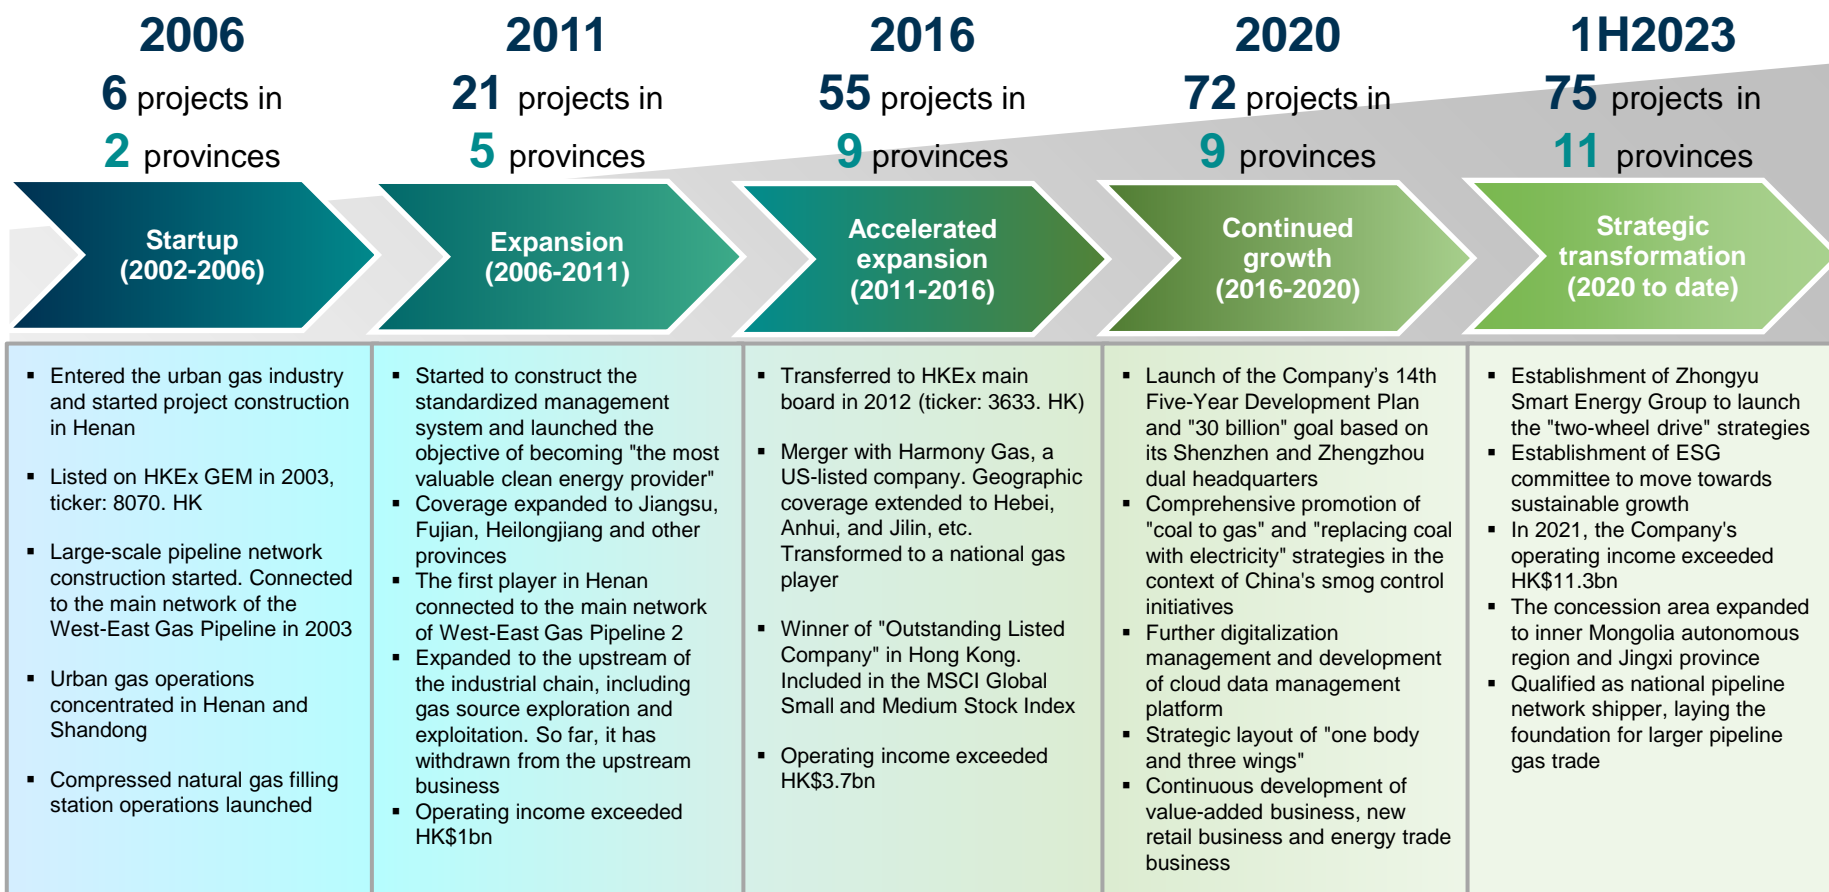 2006
6 projects in
2 provinces
2011
21 projects in
5 provinces
2016
55 projects in
9 provinces
2020
72 projects in
9 provinces
1H2023
75 projects in
11 provinces
Startup
(2002-2006)
Expansion
(2006-2011)
Accelerated
expansion
(2011-2016)
Continued
growth
(2016-2020)
Strategic
transformation
(2020 to date)
▪ Entered the urban gas industry
and started project construction
in Henan
▪ Listed on HKEx GEM in 2003,
ticker: 8070. HK
▪ Large-scale pipeline network
construction started. Connected
to the main network of the
West-East Gas Pipeline in 2003
▪ Urban gas operations
concentrated in Henan and
Shandong
▪ Compressed natural gas filling
station operations launched
▪ Started to construct the
standardized management
system and launched the
objective of becoming "the most
valuable clean energy provider"
▪ Coverage expanded to Jiangsu,
Fujian, Heilongjiang and other
provinces
▪ The first player in Henan
connected to the main network
of West-East Gas Pipeline 2
▪ Expanded to the upstream of
the industrial chain, including
gas source exploration and
exploitation. So far, it has
withdrawn from the upstream
business
▪ Operating income exceeded
HK$1bn
▪ Transferred to HKEx main
board in 2012 (ticker: 3633. HK)
▪ Merger with Harmony Gas, a
US-listed company. Geographic
coverage extended to Hebei,
Anhui, and Jilin, etc.
Transformed to a national gas
player
▪ Winner of "Outstanding Listed
Company" in Hong Kong.
Included in the MSCI Global
Small and Medium Stock Index
▪ Operating income exceeded
HK$3.7bn
▪ Launch of the Company’s 14th
Five-Year Development Plan
and "30 billion" goal based on
its Shenzhen and Zhengzhou
dual headquarters
▪ Comprehensive promotion of
"coal to gas" and "replacing coal
with electricity" strategies in the
context of China's smog control
initiatives
▪ Further digitalization
management and development
of cloud data management
platform
▪ Strategic layout of "one body
and three wings"
▪ Continuous development of
value-added business, new
retail business and energy trade
business
▪ Establishment of Zhongyu
Smart Energy Group to launch
the "two-wheel drive" strategies
▪ Establishment of ESG
committee to move towards
sustainable growth
▪ In 2021, the Company's
operating income exceeded
HK$11.3bn
▪ The concession area expanded
to inner Mongolia autonomous
region and Jingxi province
▪ Qualified as national pipeline
network shipper, laying the
foundation for larger pipeline
gas trade